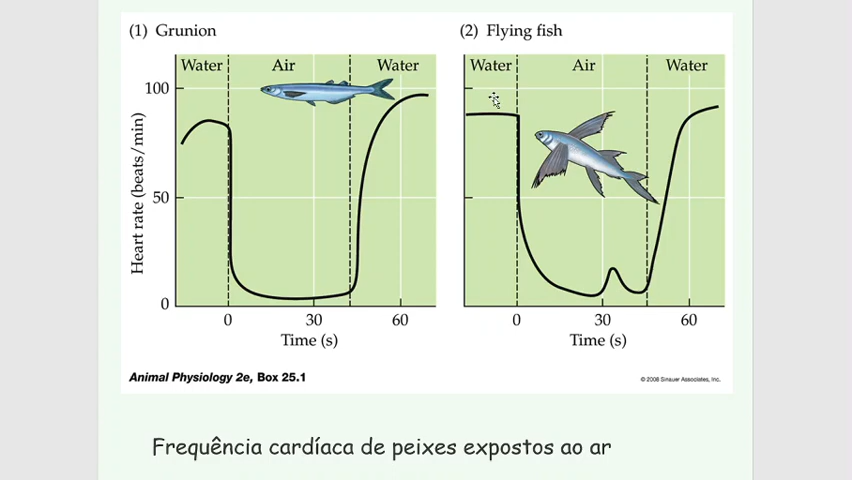 (1) Grunion
(2) Flying fish
Water Air Water
Water Air Water
100
50
0
Heart rate (beats/min)
0 30 60
0 30 60
Time (s)
Time (s)
Animal Physiology 2e, Box 25.1
© 2008 Sinauer Associates, Inc.
Frequência cardíaca de peixes expostos ao ar